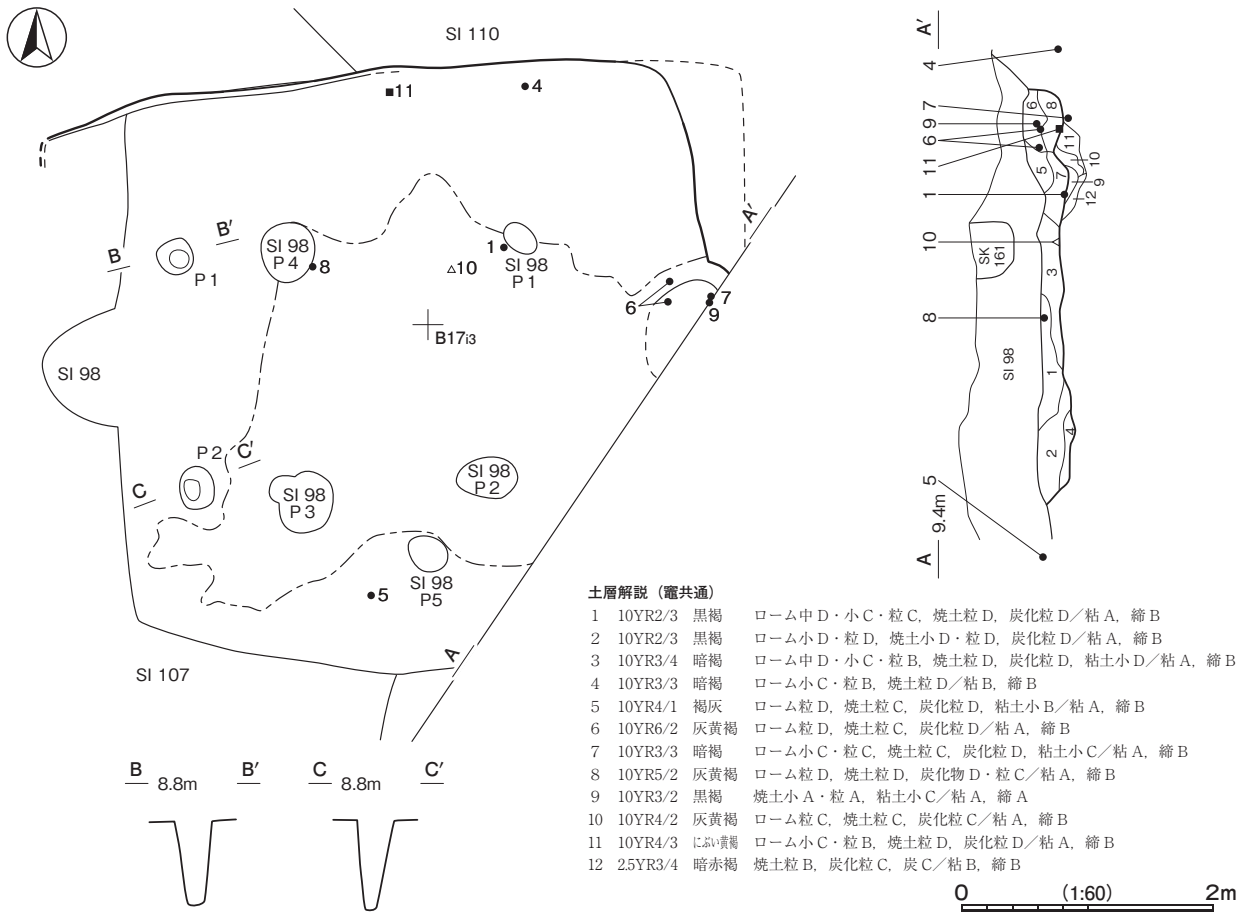 SI 110
11
4
B
B'
P 1
SI 98
P 4
8
1
SI 98
P 1
10
A'
6
7
9
B17i3
SI 98
P 2
C
C'
SI 98
P 3
SI 98
P 2
SI 98
P5
5
A
SI 107
B 8.8m B'
C 8.8m C'
A'
4
7
9
6
11
1
10
8
5
A 9.4m
6
8
11
10
9
12
5
7
3
SK
161
SI 98
1
4
2
土層解説（竈共通）
1 10YR2/3 黒褐 ローム中 D・小 C・粒 C，焼土粒 D，炭化粒 D／粘 A，締 B
2 10YR2/3 黒褐 ローム小 D・粒 D，焼土小 D・粒 D，炭化粒 D／粘 A，締 B
3 10YR3/4 暗褐 ローム中 D・小 C・粒 B，焼土粒 D，炭化粒 D，粘土小 D／粘 A，締 B
4 10YR3/3 暗褐 ローム小 C・粒 B，焼土粒 D／粘 B，締 B
5 10YR4/1 褐灰 ローム粒 D，焼土粒 C，炭化粒 D，粘土小 B／粘 A，締 B
6 10YR6/2 灰黄褐 ローム粒 D，焼土粒 C，炭化粒 D／粘 A，締 B
7 10YR3/3 暗褐 ローム小 C・粒 C，焼土粒 C，炭化粒 D，粘土小 C／粘 A，締 B
8 10YR5/2 灰黄褐 ローム粒 D，焼土粒 D，炭化物 D・粒 C／粘 A，締 B
9 10YR3/2 黒褐 焼土小 A・粒 A，粘土小 C／粘 A，締 A
10 10YR4/2 灰黄褐 ローム粒 C，焼土粒 C，炭化粒 C／粘 A，締 B
11 10YR4/3 にぶい黄褐 ローム小 C・粒 B，焼土粒 D，炭化粒 D／粘 A，締 B
12 2.5YR3/4 暗赤褐 焼土粒 B，炭化粒 C，炭 C／粘 B，締 B
0 (1:60) 2m